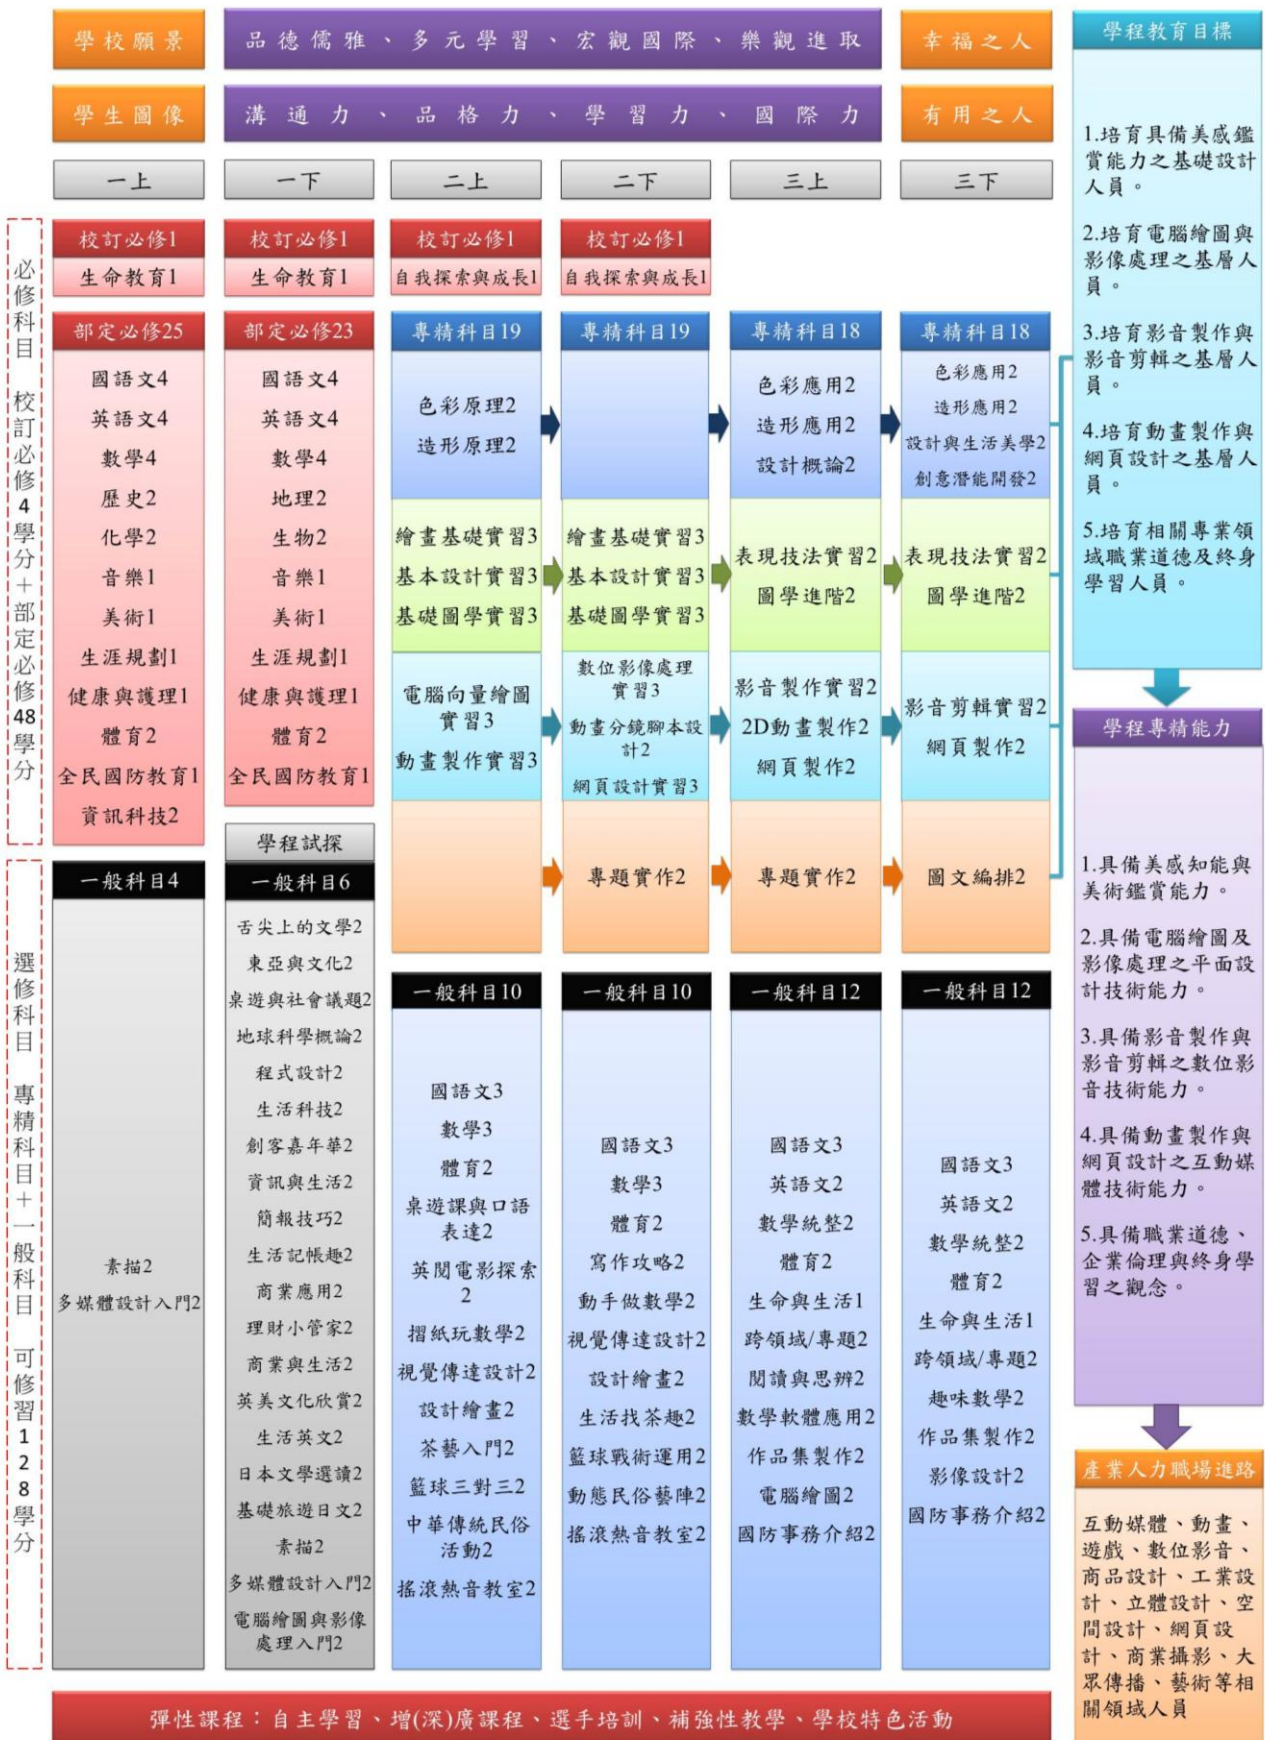 學校願景
品德儒雅、多元學習、宏觀國際、樂觀進取
幸福之人
學生圖像
溝通力、品格力、學習力、國際力
有用之人
一上
一下
二上
二下
三上
三下
必修科目 校訂必修4學分＋部定必修48學分
校訂必修1
生命教育1
校訂必修1
生命教育1
校訂必修1
自我探索與成長1
校訂必修1
自我探索與成長1
部定必修25
國語文4
英語文4
數學4
歷史2
化學2
音樂1
美術1
生涯規劃1
健康與護理1
體育2
全民國防教育1
資訊科技2
部定必修23
國語文4
英語文4
數學4
地理2
生物2
音樂1
美術1
生涯規劃1
健康與護理1
體育2
全民國防教育1
專精科目19
色彩原理2
造形原理2
繪畫基礎實習3
基本設計實習3
基礎圖學實習3
電腦向量繪圖
實習3
動畫製作實習3
專精科目19
繪畫基礎實習3
基本設計實習3
基礎圖學實習3
數位影像處理
實習3
動畫分鏡腳本設
計2
網頁設計實習3
專題實作2
專精科目18
色彩應用2
造形應用2
設計概論2
表現技法實習2
圖學進階2
影音製作實習2
2D動畫製作2
網頁製作2
專題實作2
專精科目18
色彩應用2
造形應用2
設計與生活美學2
創意潛能開發2
表現技法實習2
圖學進階2
影音剪輯實習2
網頁製作2
圖文編排2
選修科目 專精科目＋一般科目 可修習128學分
一般科目4
素描2
多媒體設計入門2
學程試探
一般科目6
舌尖上的文學2
東亞與文化2
桌遊與社會議題2
地球科學概論2
程式設計2
生活科技2
創客嘉年華2
資訊與生活2
簡報技巧2
生活記帳趣2
商業應用2
理財小管家2
商業與生活2
英美文化欣賞2
生活英文2
日本文學選讀2
基礎旅遊日文2
素描2
多媒體設計入門2
電腦繪圖與影像
處理入門2
一般科目10
國語文3
數學3
體育2
桌遊課與口語
表達2
英閱電影探索
2
摺紙玩數學2
視覺傳達設計2
設計繪畫2
茶藝入門2
籃球三對三2
中華傳統民俗
活動2
搖滾熱音教室2
一般科目10
國語文3
數學3
體育2
寫作攻略2
動手做數學2
視覺傳達設計2
設計繪畫2
生活找茶趣2
籃球戰術運用2
動態民俗藝陣2
搖滾熱音教室2
一般科目12
國語文3
英語文2
數學統整2
體育2
生命與生活1
跨領域/專題2
閱讀與思辨2
數學軟體應用2
作品集製作2
電腦繪圖2
國防事務介紹2
一般科目12
國語文3
英語文2
數學統整2
體育2
生命與生活1
跨領域/專題2
趣味數學2
作品集製作2
影像設計2
國防事務介紹2
彈性課程：自主學習、增(深)廣課程、選手培訓、補強性教學、學校特色活動
學程教育目標
1.培育具備美感鑑
賞能力之基礎設計
人員。
2.培育電腦繪圖與
影像處理之基層人
員。
3.培育影音製作與
影音剪輯之基層人
員。
4.培育動畫製作與
網頁設計之基層人
員。
5.培育相關專業領
域職業道德及終身
學習人員。
學程專精能力
1.具備美感知能與
美術鑑賞能力。
2.具備電腦繪圖及
影像處理之平面設
計技術能力。
3.具備影音製作與
影音剪輯之數位影
音技術能力。
4.具備動畫製作與
網頁設計之互動媒
體技術能力。
5.具備職業道德、
企業倫理與終身學
習之觀念。
產業人力職場進路
互動媒體、動畫、
遊戲、數位影音、
商品設計、工業設
計、立體設計、空
間設計、網頁設
計、商業攝影、大
眾傳播、藝術等相
關領域人員